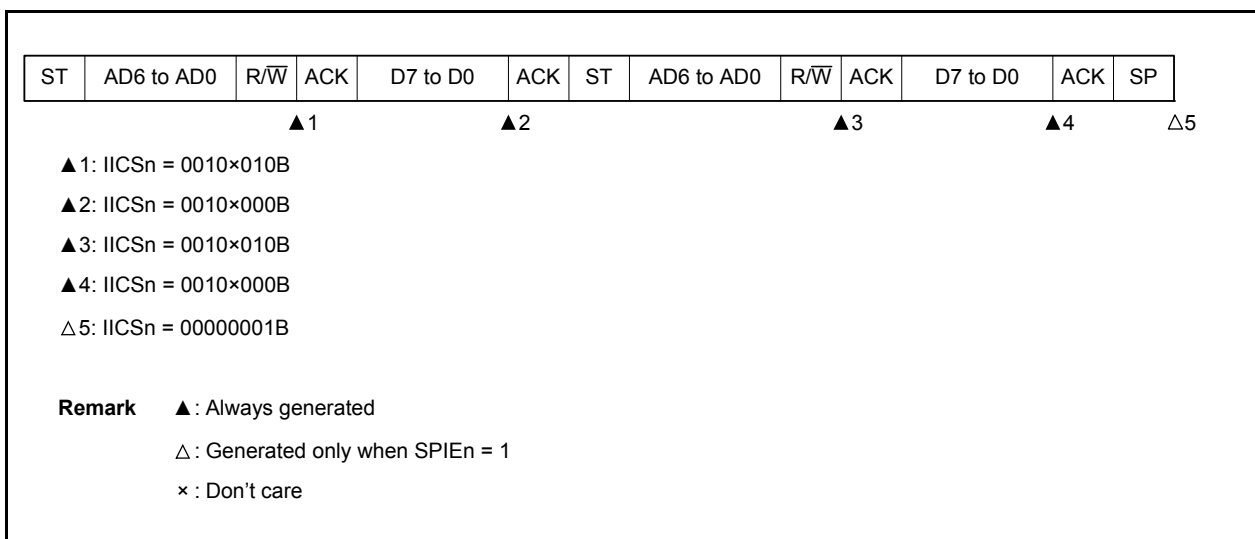 ST AD6 to AD0 R/W̅ ACK D7 to D0 ACK ST AD6 to AD0 R/W̅ ACK D7 to D0 ACK SP
▲1 ▲2 ▲3 ▲4 △5
▲1: IICSn = 0010×010B
▲2: IICSn = 0010×000B
▲3: IICSn = 0010×010B
▲4: IICSn = 0010×000B
△5: IICSn = 00000001B
Remark ▲: Always generated
△: Generated only when SPIEn = 1
×: Don't care